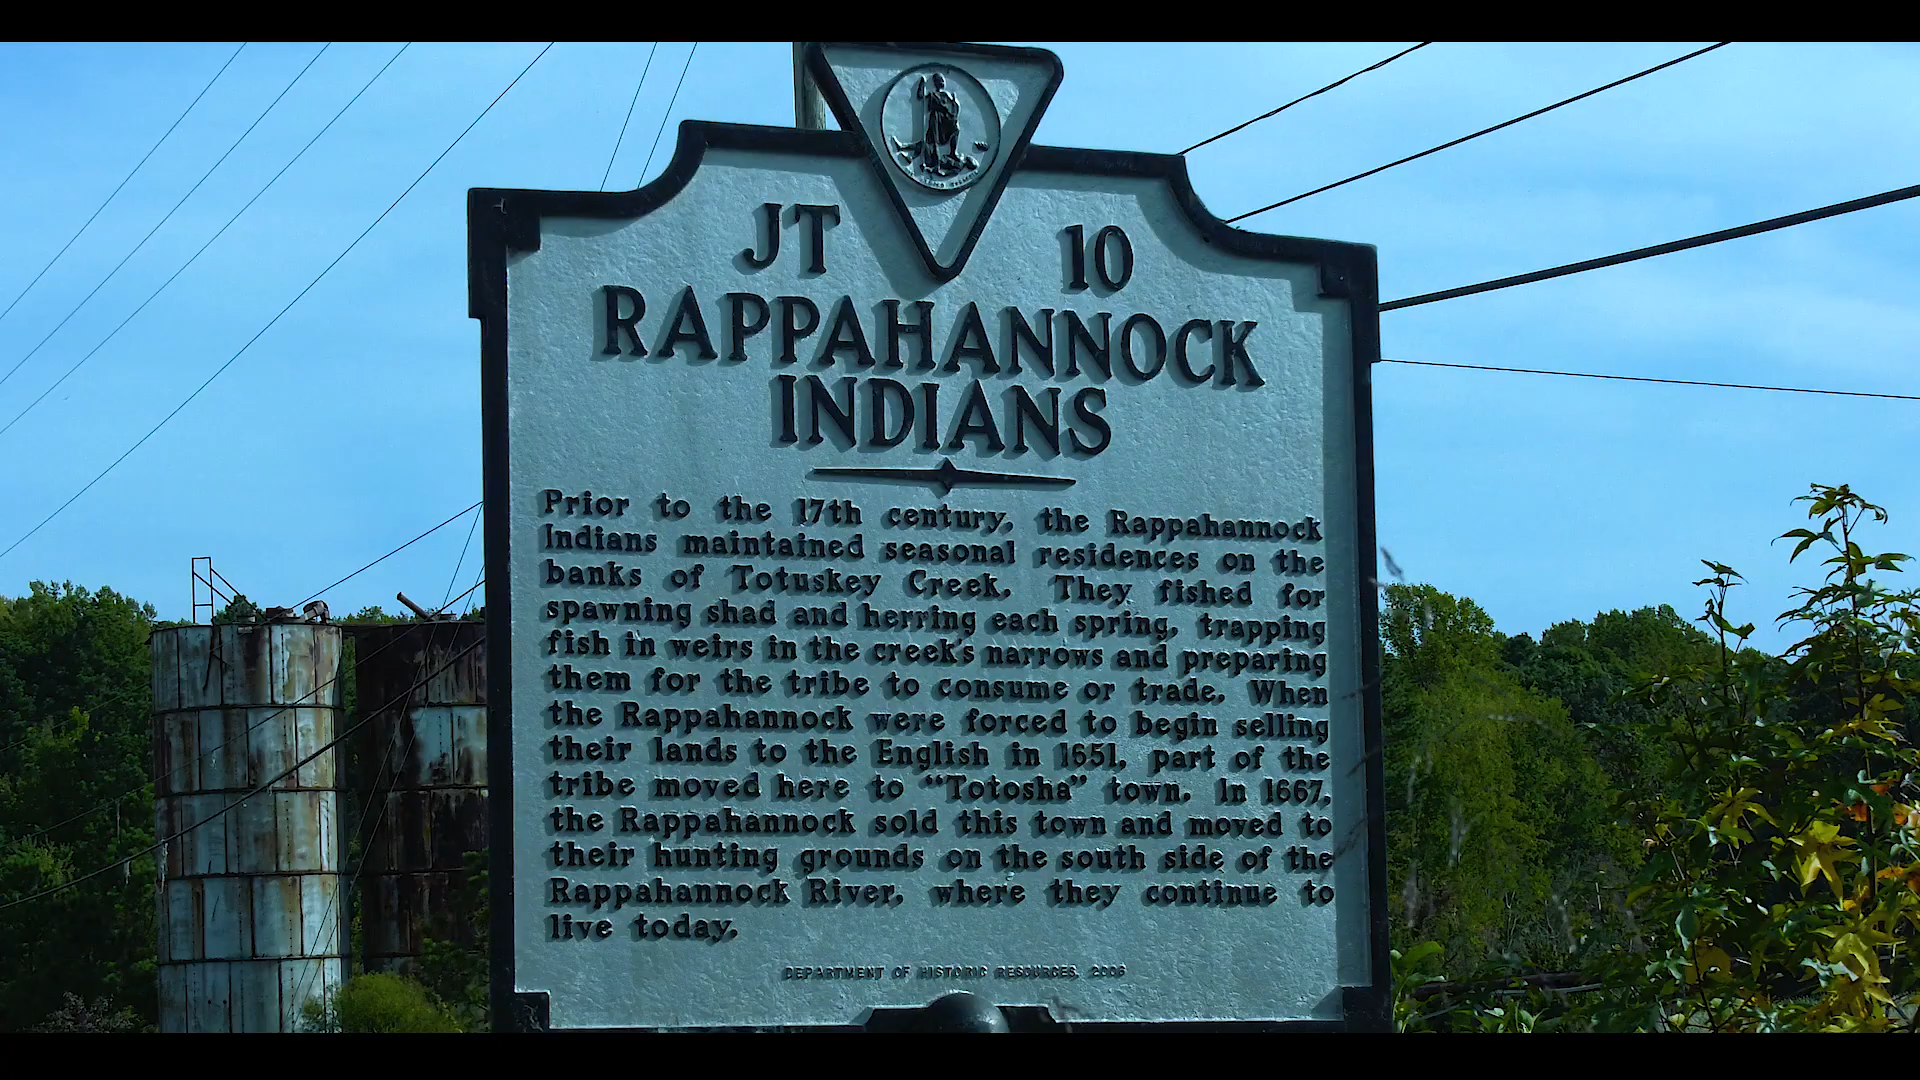 JT 10
RAPPAHANNOCK
INDIANS
Prior to the 17th century, the Rappahannock
Indians maintained seasonal residences on the
banks of Totuskey Creek. They fished for
spawning shad and herring each spring, trapping
fish in weirs in the creek's narrows and preparing
them for the tribe to consume or trade. When
the Rappahannock were forced to begin selling
their lands to the English in 1651, part of the
tribe moved here to “Totosha” town. In 1667,
the Rappahannock sold this town and moved to
their hunting grounds on the south side of the
Rappahannock River, where they continue to
live today.
DEPARTMENT OF HISTORIC RESOURCES, 2006